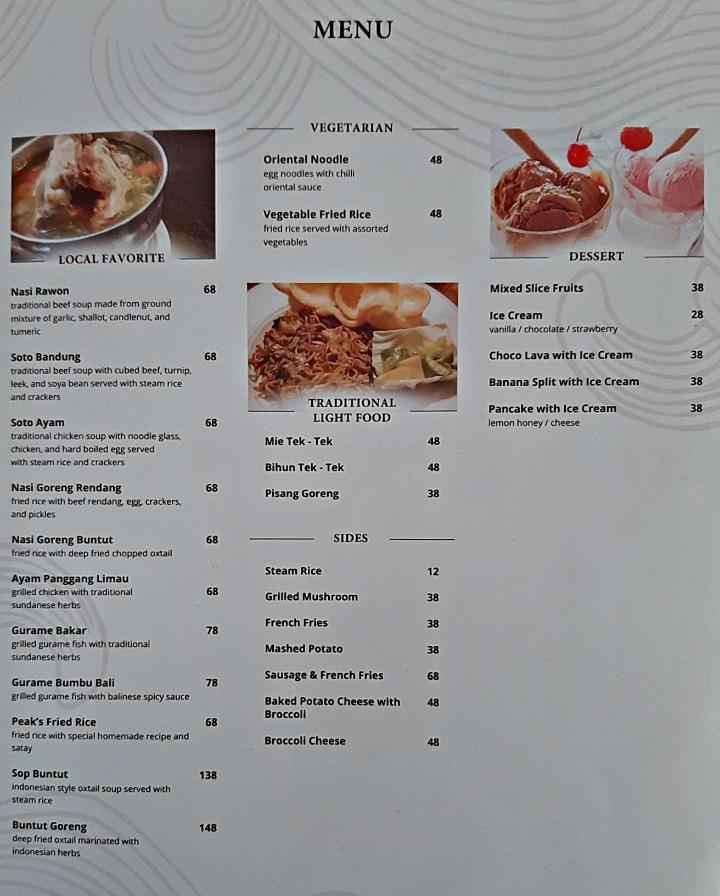 MENU
LOCAL FAVORITE
Nasi Rawon 68
traditional beef soup made from ground
mixture of garlic, shallot, candlenut, and
tumeric
Soto Bandung 68
traditional beef soup with cubed beef, turnip,
leek, and soya bean served with steam rice
and crackers
Soto Ayam 68
traditional chicken soup with noodle glass,
chicken, and hard boiled egg served
with steam rice and crackers
Nasi Goreng Rendang 68
fried rice with beef rendang, egg, crackers,
and pickles
Nasi Goreng Buntut 68
fried rice with deep fried chopped oxtail
Ayam Panggang Limau
grilled chicken with traditional 68
sundanese herbs
Gurame Bakar 78
grilled gurame fish with traditional
sundanese herbs
Gurame Bumbu Bali 78
grilled gurame fish with balinese spicy sauce
Peak's Fried Rice 68
fried rice with special homemade recipe and
satay
Sop Buntut 138
indonesian style oxtail soup served with
steam rice
Buntut Goreng 148
deep fried oxtail marinated with
indonesian herbs
VEGETARIAN
Oriental Noodle 48
egg noodles with chilli
oriental sauce
Vegetable Fried Rice 48
fried rice served with assorted
vegetables
TRADITIONAL
LIGHT FOOD
Mie Tek - Tek 48
Bihun Tek - Tek 48
Pisang Goreng 38
SIDES
Steam Rice 12
Grilled Mushroom 38
French Fries 38
Mashed Potato 38
Sausage & French Fries 68
Baked Potato Cheese with 48
Broccoli
Broccoli Cheese 48
DESSERT
Mixed Slice Fruits 38
Ice Cream 28
vanilla / chocolate / strawberry
Choco Lava with Ice Cream 38
Banana Split with Ice Cream 38
Pancake with Ice Cream 38
lemon honey / cheese